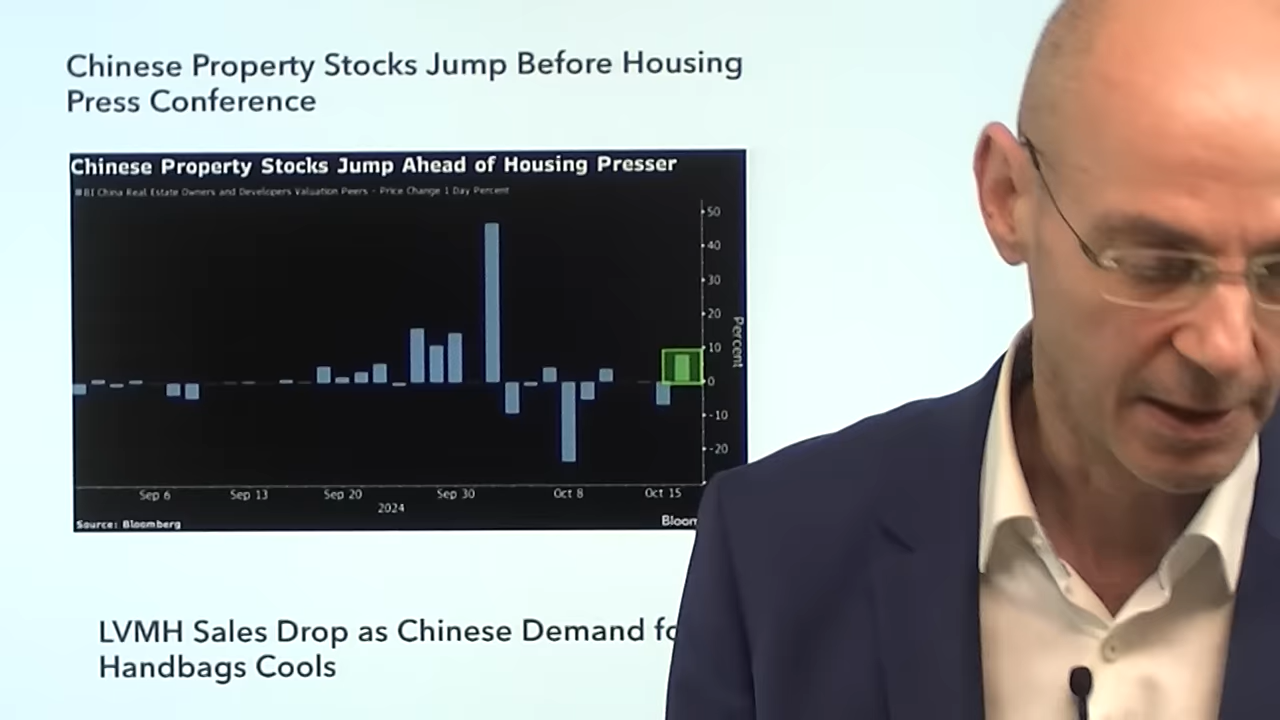 Chinese Property Stocks Jump Before Housing
Press Conference
Chinese Property Stocks Jump Ahead of Housing Presser
BI China Real Estate Owners and Developers Valuation Peers - Price Change 1 Day Percent
50
40
30
20
10
0
-10
-20
Percent
Sep 6 Sep 13 Sep 20 Sep 30 Oct 8 Oct 15
2024
Source: Bloomberg
Bloom
LVMH Sales Drop as Chinese Demand fo
Handbags Cools